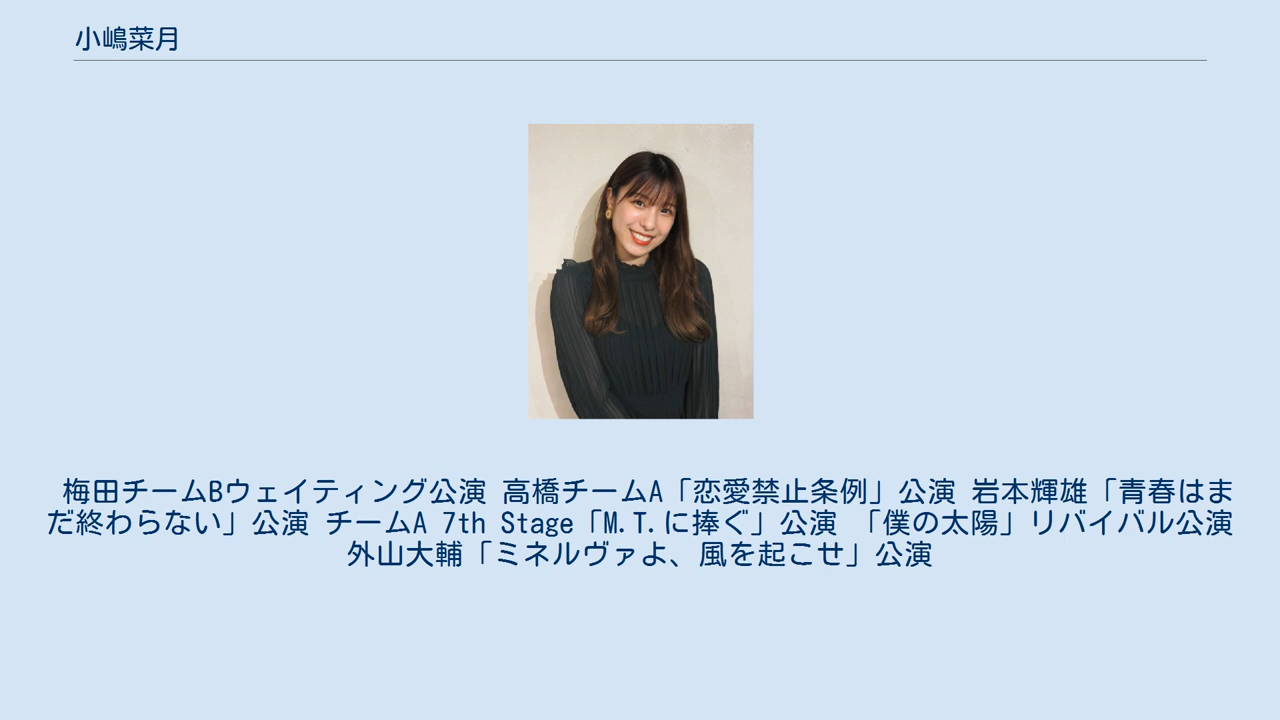 小嶋菜月
梅田チームBウェイティング公演 高橋チームA「恋愛禁止条例」公演 岩本輝雄「青春はま
だ終わらない」公演 チームA 7th Stage「M.T.に捧ぐ」公演 「僕の太陽」リバイバル公演
外山大輔「ミネルヴァよ、風を起こせ」公演